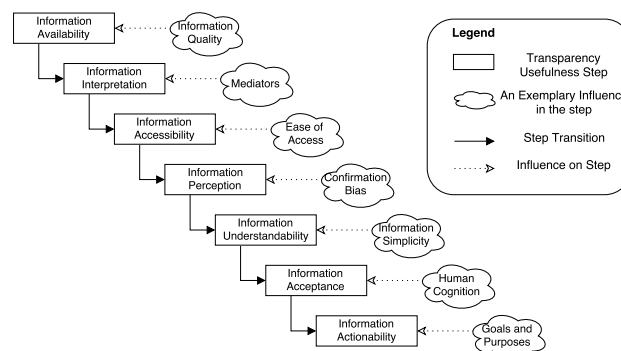 Information
Availability
Information
Quality
Information
Interpretation
Mediators
Information
Accessibility
Ease of
Access
Information
Perception
Confirmation
Bias
Information
Understandability
Information
Simplicity
Information
Acceptance
Human
Cognition
Information
Actionability
Goals and
Purposes
Legend
Transparency
Usefulness Step
An Exemplary Influence
in the step
Step Transition
Influence on Step